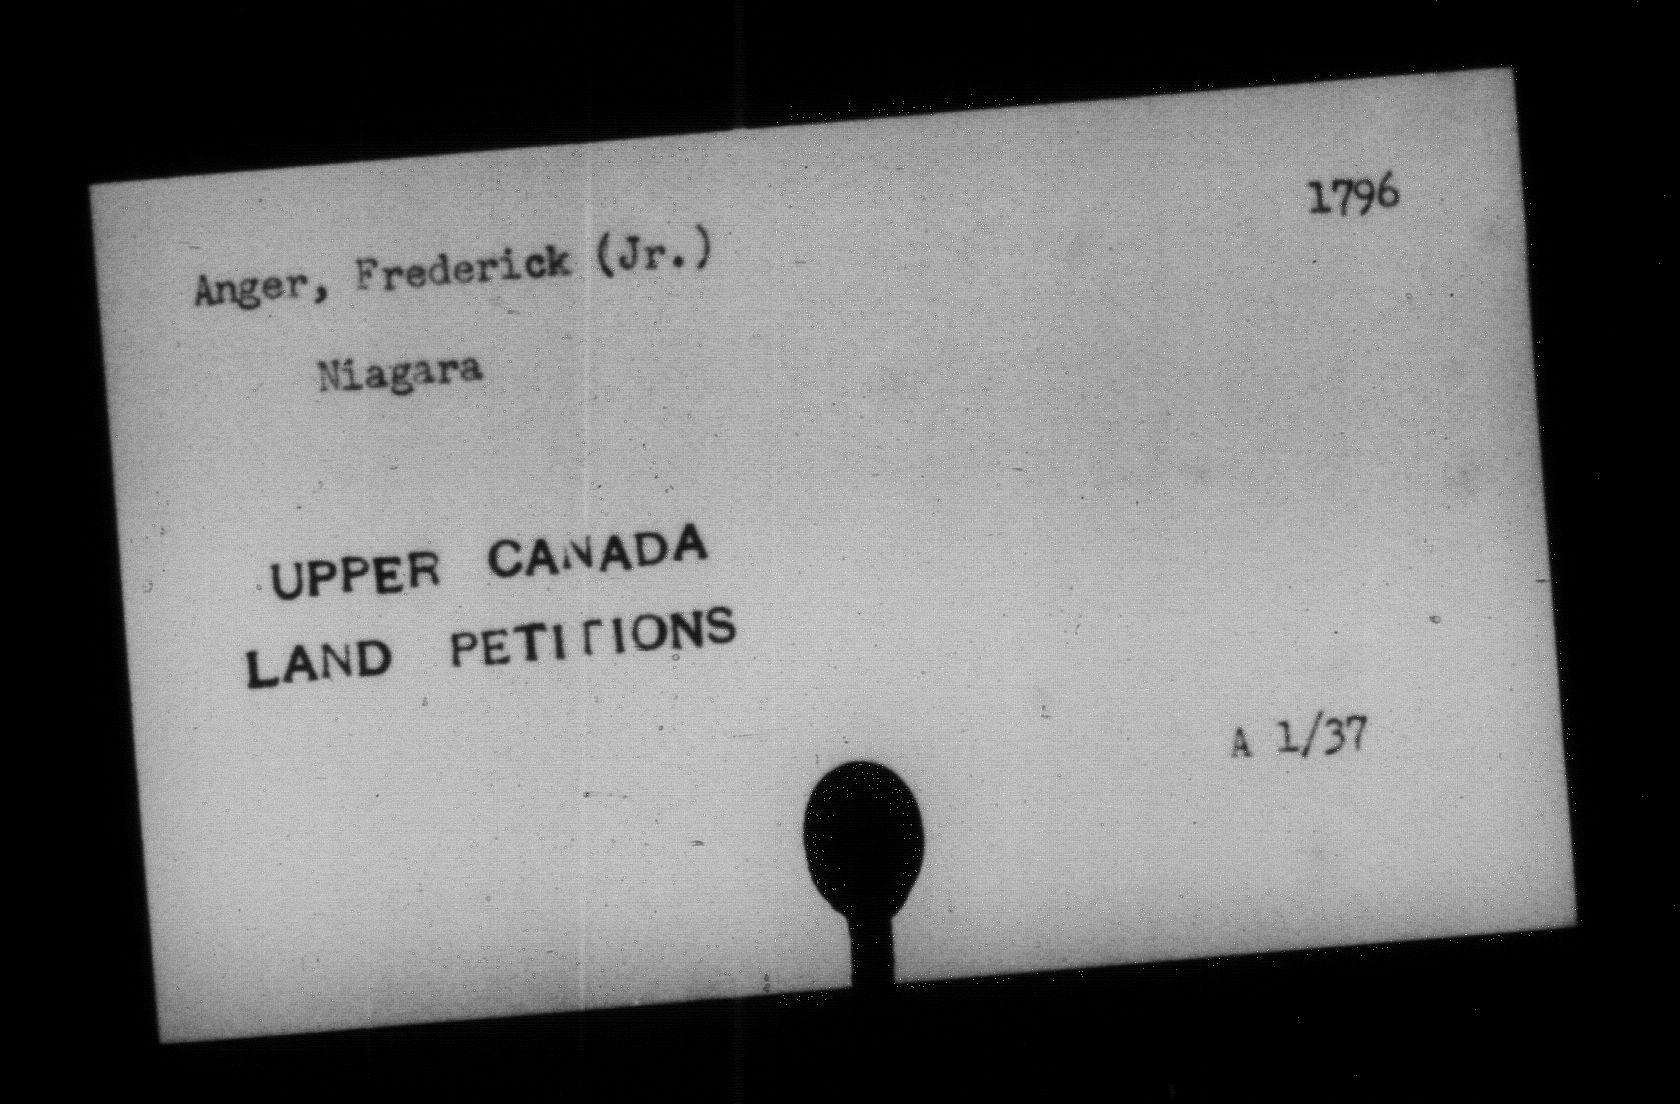 1796
Anger, Frederick (Jr.)
Niagara
UPPER CANADA
LAND PETITIONS
A 1/37